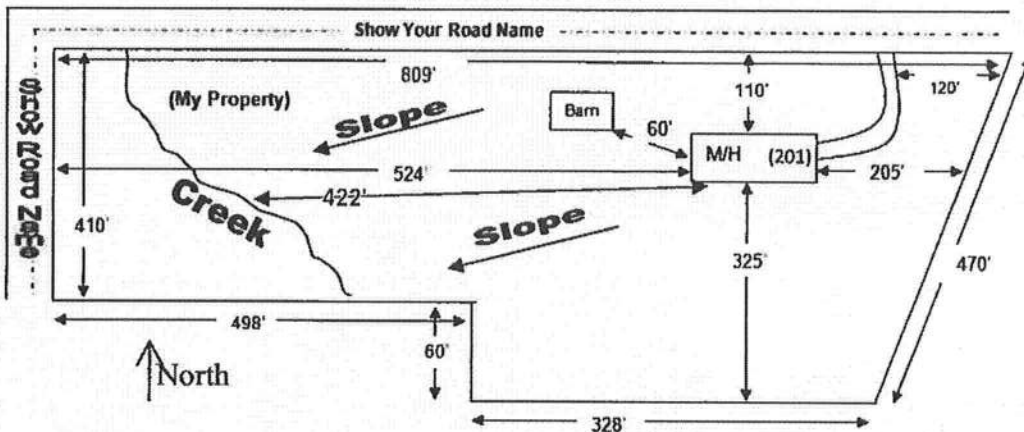 Show Your Road Name
Show Road Name
809'
110'
120'
(My Property)
Slope
Barn
60'
M/H (201)
524'
205'
422'
Creek
410'
Slope
325'
470'
498'
60'
North
328'